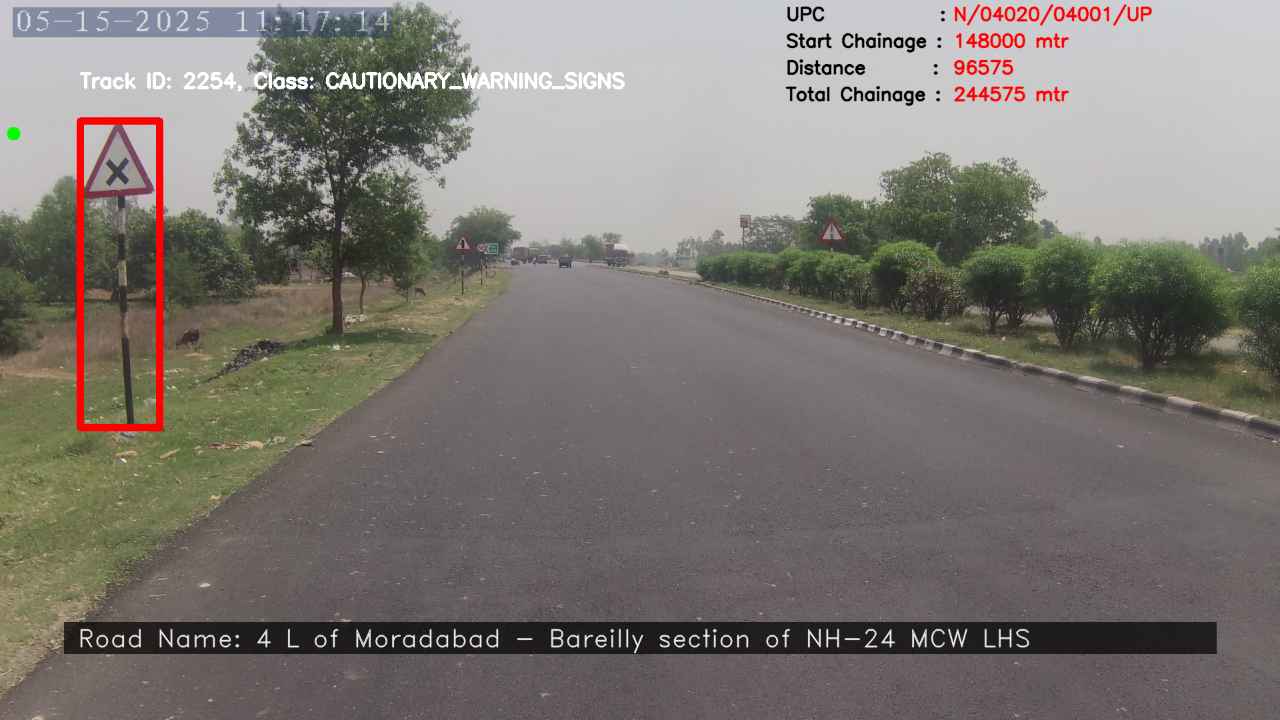 05-15-2025 11:17:14
UPC : N/04020/04001/UP
Start Chainage : 148000 mtr
Distance : 96575
Total Chainage : 244575 mtr
Track ID: 2254, Class: CAUTIONARY_WARNING_SIGNS
Road Name: 4 L of Moradabad - Bareilly section of NH-24 MCW LHS